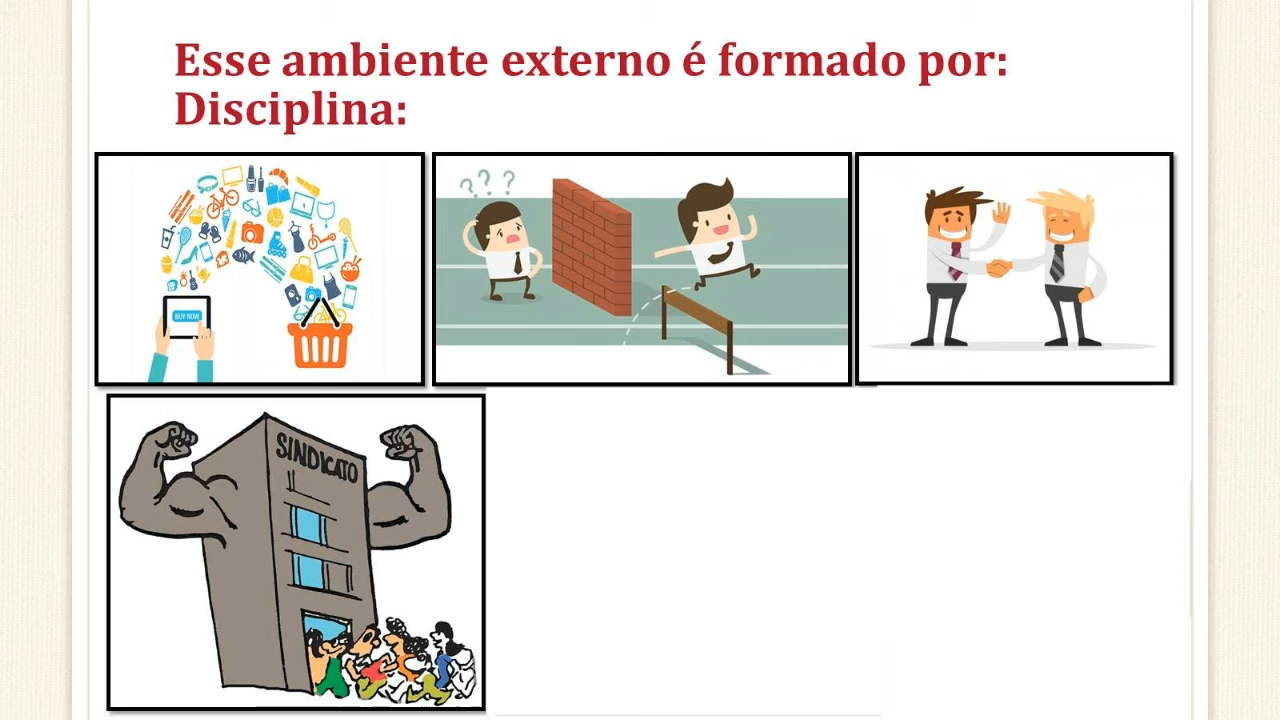 Esse ambiente externo é formado por:
Disciplina:
???
BUY NOW
SINDICATO